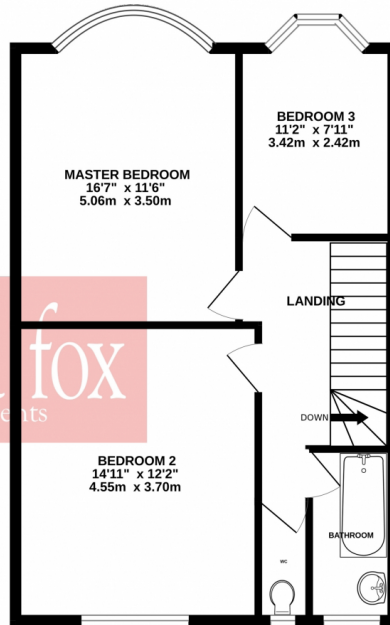 BEDROOM 3
11'2" x 7'11"
3.42m x 2.42m
MASTER BEDROOM
16'7" x 11'6"
5.06m x 3.50m
LANDING
fox
ents
DOWN
BEDROOM 2
14'11" x 12'2"
4.55m x 3.70m
BATHROOM
WC